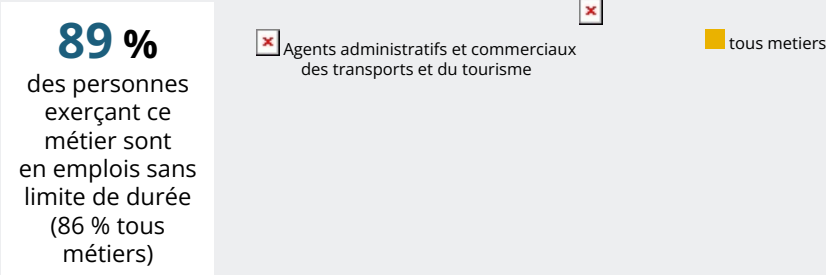 89 %
des personnes
exerçant ce
métier sont
en emplois sans
limite de durée
(86 % tous
métiers)
Agents administratifs et commerciaux
des transports et du tourisme
tous metiers